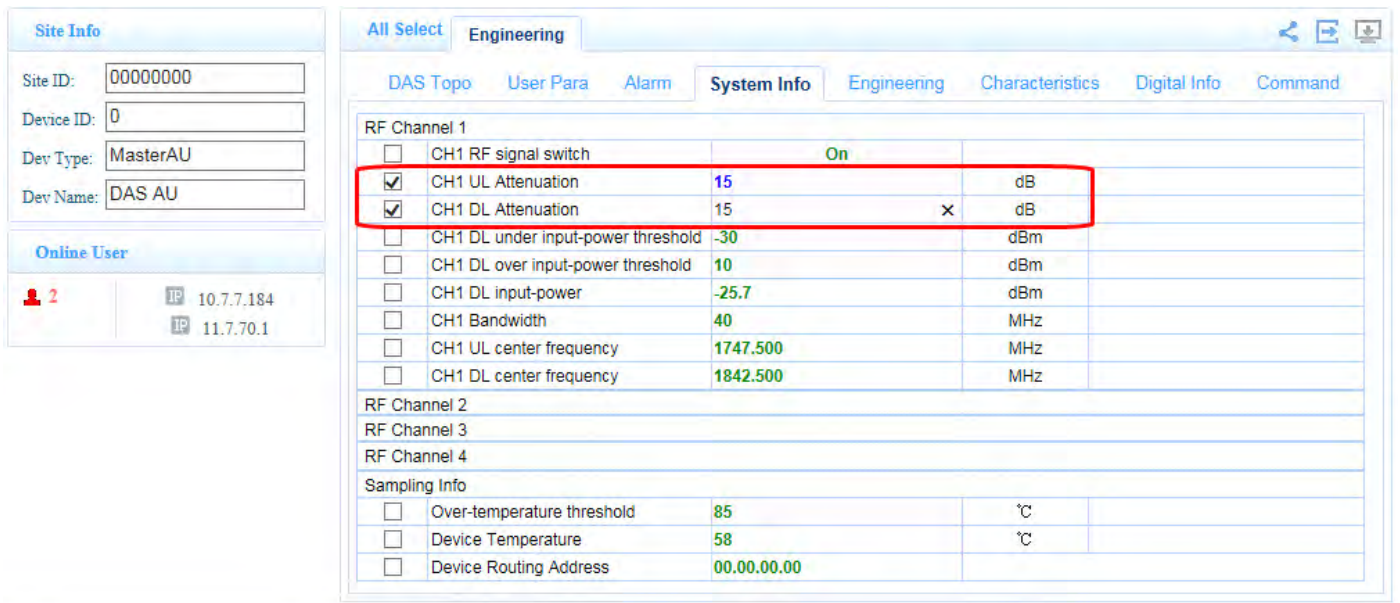 Site Info
Site ID: 00000000
Device ID: 0
Dev Type: MasterAU
Dev Name: DAS AU
Online User
2 IP 10.7.7.184
IP 11.7.70.1
All Select Engineering
DAS Topo User Para Alarm System Info Engineering Characteristics Digital Info Command
RF Channel 1
CH1 RF signal switch On
CH1 UL Attenuation 15 dB
CH1 DL Attenuation 15 × dB
CH1 DL under input-power threshold -30 dBm
CH1 DL over input-power threshold 10 dBm
CH1 DL input-power -25.7 dBm
CH1 Bandwidth 40 MHz
CH1 UL center frequency 1747.500 MHz
CH1 DL center frequency 1842.500 MHz
RF Channel 2
RF Channel 3
RF Channel 4
Sampling Info
Over-temperature threshold 85 ℃
Device Temperature 58 ℃
Device Routing Address 00.00.00.00